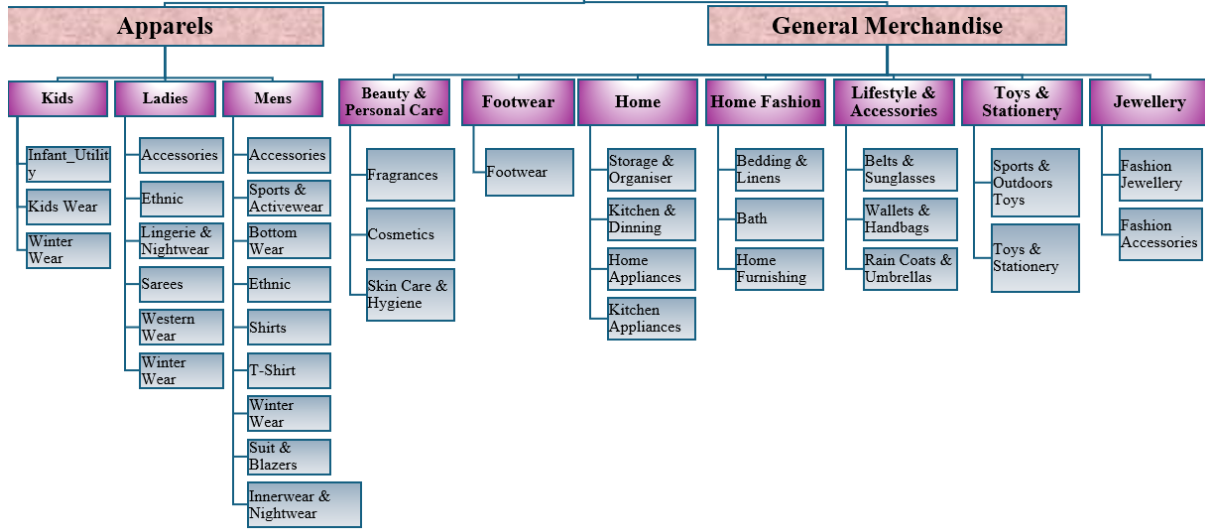 Apparels
General Merchandise
Kids
Ladies
Mens
Beauty &
Personal Care
Footwear
Home
Home Fashion
Lifestyle &
Accessories
Toys &
Stationery
Jewellery
Infant_Utilit
y
Kids Wear
Winter
Wear
Accessories
Ethnic
Lingerie &
Nightwear
Sarees
Western
Wear
Winter
Wear
Accessories
Sports &
Activewear
Bottom
Wear
Ethnic
Shirts
T-Shirt
Winter
Wear
Suit &
Blazers
Innerwear &
Nightwear
Fragrances
Cosmetics
Skin Care &
Hygiene
Footwear
Storage &
Organiser
Kitchen &
Dinning
Home
Appliances
Kitchen
Appliances
Bedding &
Linens
Bath
Home
Furnishing
Belts &
Sunglasses
Wallets &
Handbags
Rain Coats &
Umbrellas
Sports &
Outdoors
Toys
Toys &
Stationery
Fashion
Jewellery
Fashion
Accessories